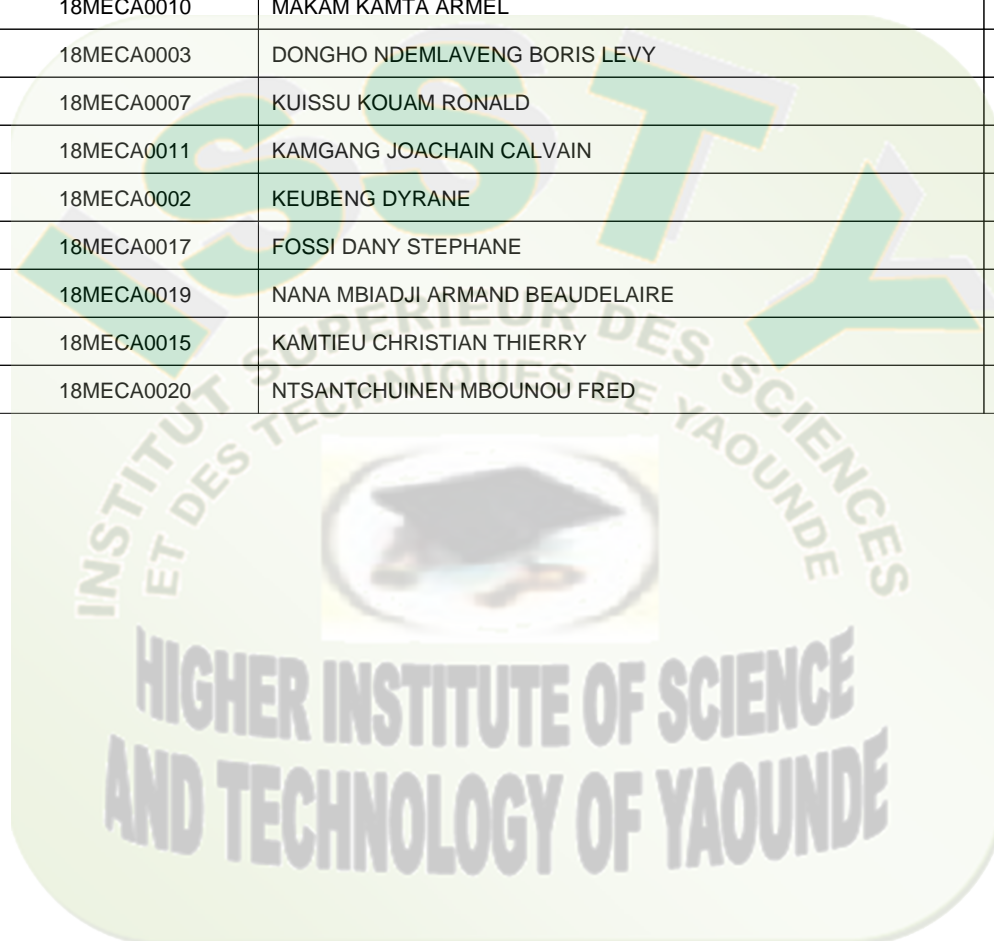 18MECA0010 MAKAM KAMTA ARMEL
18MECA0003 DONGHO NDEMLAVENG BORIS LEVY
18MECA0007 KUISSU KOUAM RONALD
18MECA0011 KAMGANG JOACHAIN CALVAIN
18MECA0002 KEUBENG DYRANE
18MECA0017 FOSSI DANY STEPHANE
18MECA0019 NANA MBIADJI ARMAND BEAUDELAIRE
18MECA0015 KAMTIEU CHRISTIAN THIERRY
18MECA0020 NTSANTCHUINEN MBOUNOU FRED
ISSTY
INSTITUT SUPERIEUR DES SCIENCES
ET DES TECHNIQUES DE YAOUNDE
HIGHER INSTITUTE OF SCIENCE
AND TECHNOLOGY OF YAOUNDE